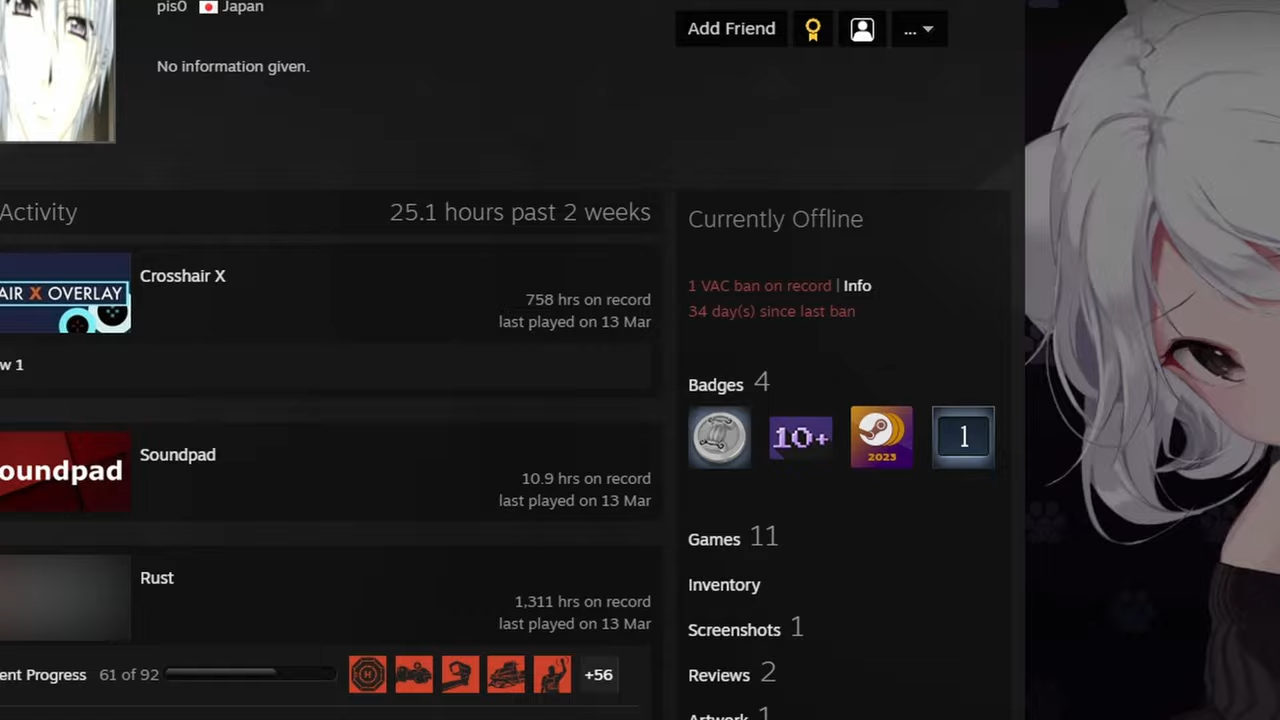 pis0 Japan
No information given.
Add Friend
...
Activity
25.1 hours past 2 weeks
AIR X OVERLAY
Crosshair X
758 hrs on record
last played on 13 Mar
w 1
oundpad
Soundpad
10.9 hrs on record
last played on 13 Mar
Rust
1,311 hrs on record
last played on 13 Mar
ent Progress 61 of 92
+56
Currently Offline
1 VAC ban on record | Info
34 day(s) since last ban
Badges 4
10+
2023
1
Games 11
Inventory
Screenshots 1
Reviews 2
Artwork 1